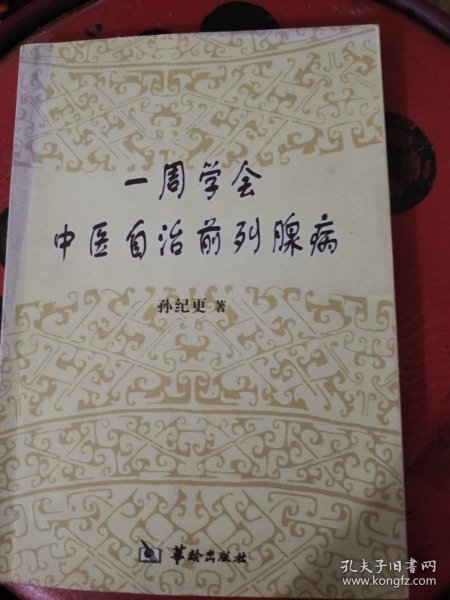 一周学会
中医自治前列腺病
孙纪更 著
华龄出版社
孔夫子旧书网
www.kongfz.com